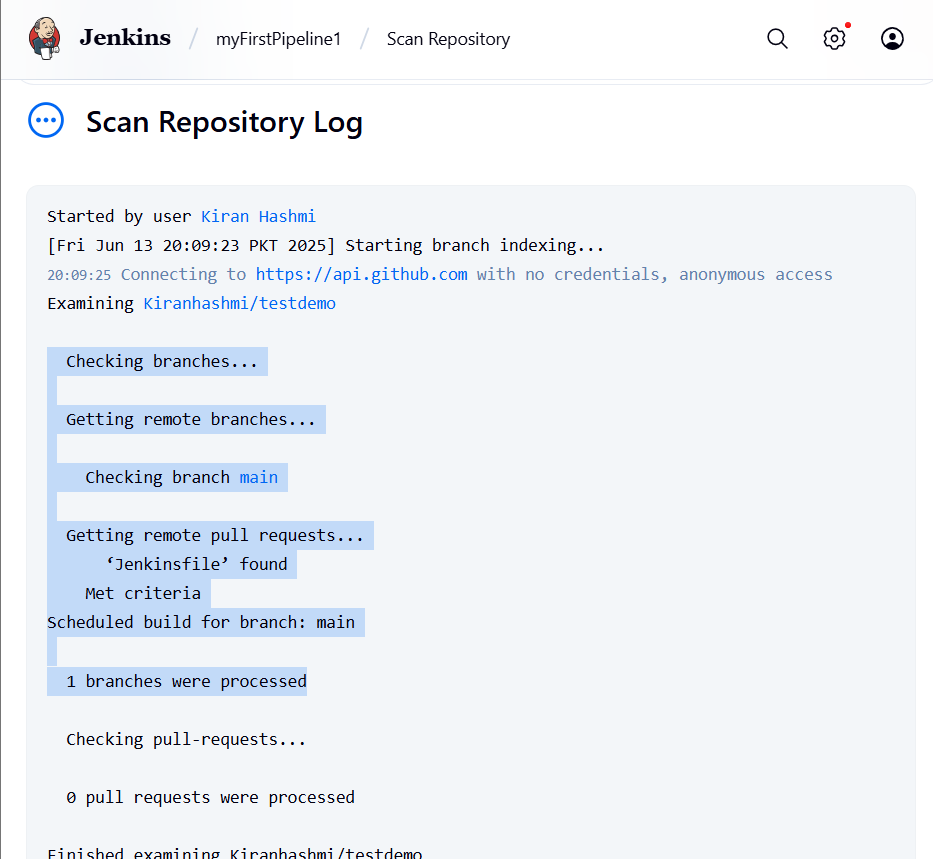 Jenkins / myFirstPipeline1 / Scan Repository
Scan Repository Log
Started by user Kiran Hashmi
[Fri Jun 13 20:09:23 PKT 2025] Starting branch indexing...
20:09:25 Connecting to https://api.github.com with no credentials, anonymous access
Examining Kiranhashmi/testdemo
Checking branches...
Getting remote branches...
Checking branch main
Getting remote pull requests...
‘Jenkinsfile’ found
Met criteria
Scheduled build for branch: main
1 branches were processed
Checking pull-requests...
0 pull requests were processed
Finished examining Kiranhashmi/testdemo